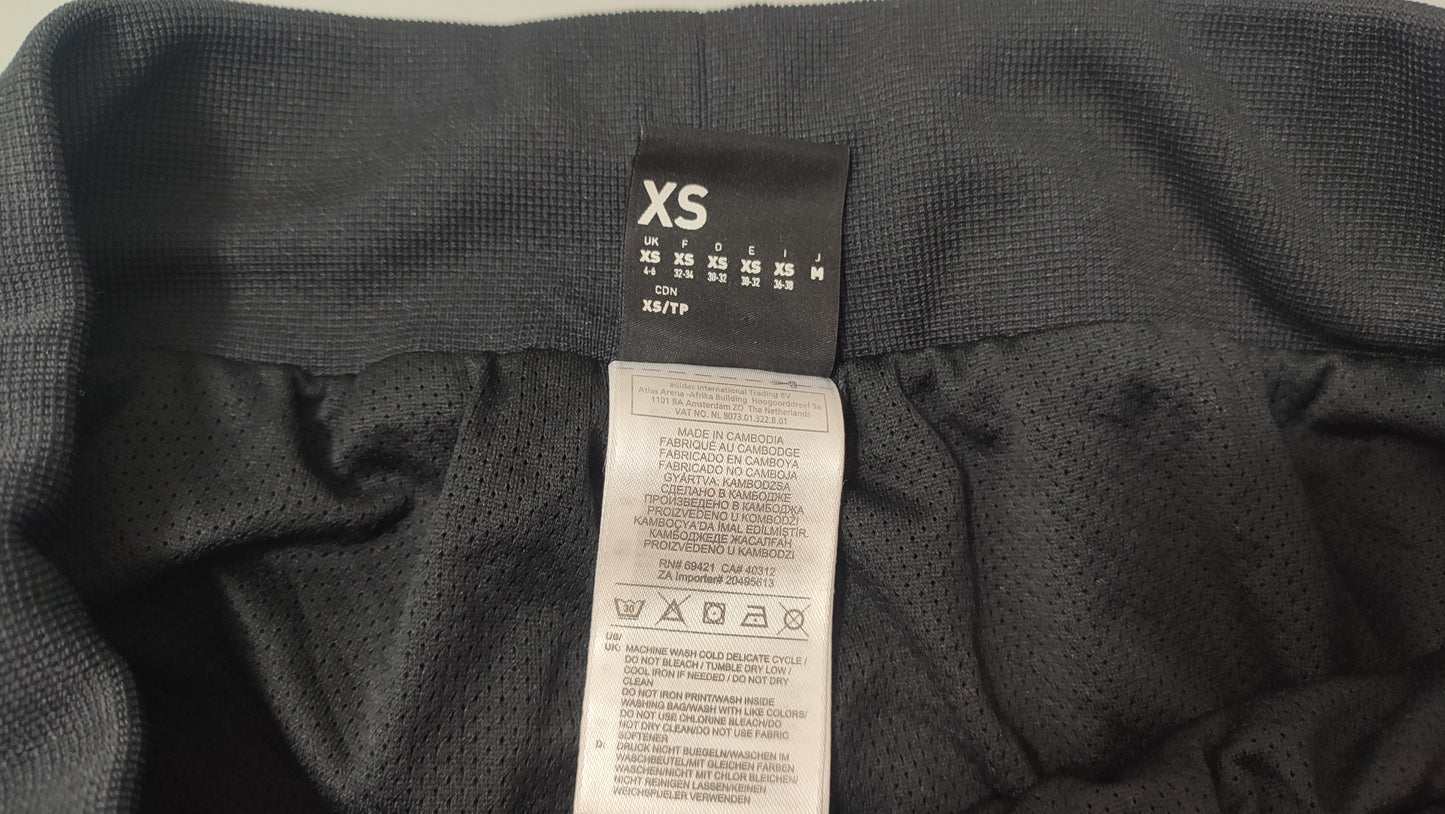 XS
UK F D E I J
XS XS XS XS XS M
4-6 32-34 30-32 30-32 36-38
CDN
XS/TP
adidas International Trading BV
Atlas Arena -Afrika Building Hoogoorddreef 9a
1101 BA Amsterdam ZO The Netherlands
VAT NO. NL 8073.01.322.B.01
MADE IN CAMBODIA
FABRIQUÉ AU CAMBODGE
FABRICADO EN CAMBOYA
FABRICADO NO CAMBOJA
GYÁRTVA: KAMBODZSA
СДЕЛАНО В КАМБОДЖЕ
ПРОИЗВЕДЕНО В КАМБОДЖА
PROIZVEDENO U KOMBODŽI
KAMBOÇYA'DA İMAL EDİLMİŞTİR.
КАМБОДЖЕДЕ ЖАСАЛҒАН
PROIZVEDENO U KAMBODZI
RN# 69421 CA# 40312
ZA Importer# 20495613
30
US/
UK: MACHINE WASH COLD DELICATE CYCLE /
DO NOT BLEACH / TUMBLE DRY LOW /
COOL IRON IF NEEDED / DO NOT DRY
CLEAN
DO NOT IRON PRINT/WASH INSIDE
WASHING BAG/WASH WITH LIKE COLORS/
DO NOT USE CHLORINE BLEACH/DO
NOT DRY CLEAN/DO NOT USE FABRIC
SOFTENER
D: DRUCK NICHT BUEGELN/WASCHEN IM
WASCHBEUTEL/MIT GLEICHEN FARBEN
WASCHEN/NICHT MIT CHLOR BLEICHEN/
NICHT REINIGEN LASSEN/KEINEN
WEICHSPUELER VERWENDEN